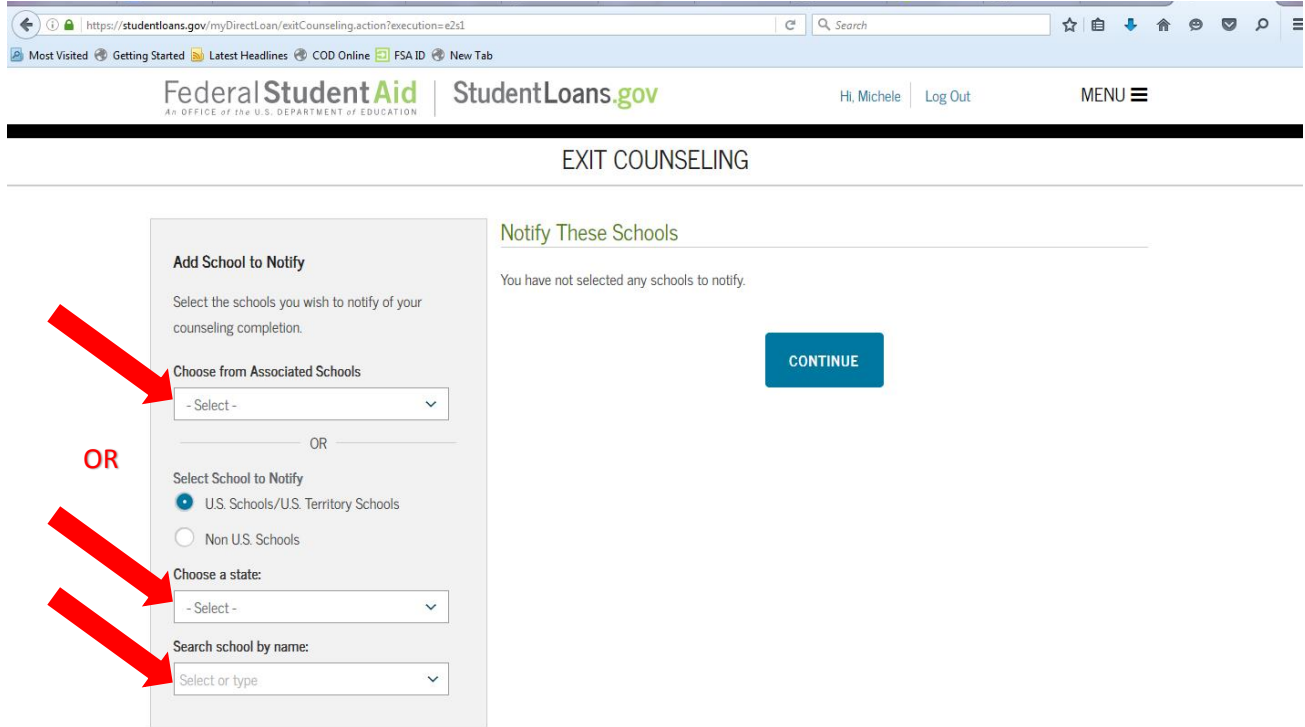 https://studentloans.gov/myDirectLoan/exitCounseling.action?execution=e2s1
Search
Most Visited Getting Started Latest Headlines COD Online FSA ID New Tab
Federal Student Aid StudentLoans.gov Hi, Michele Log Out MENU
An OFFICE of the U.S. DEPARTMENT of EDUCATION
EXIT COUNSELING
Add School to Notify
Select the schools you wish to notify of your
counseling completion.
Choose from Associated Schools
- Select -
OR
OR
Select School to Notify
U.S. Schools/U.S. Territory Schools
Non U.S. Schools
Choose a state:
- Select -
Search school by name:
Select or type
Notify These Schools
You have not selected any schools to notify.
CONTINUE